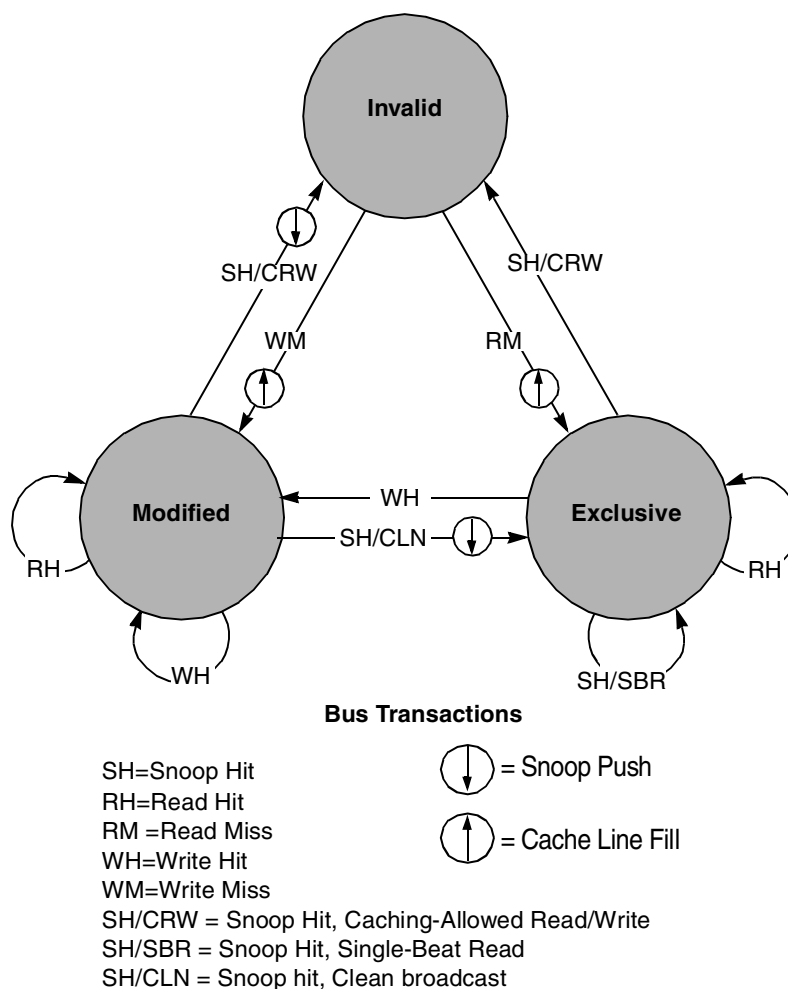 Invalid
SH/CRW
SH/CRW
WM
RM
Modified
WH
Exclusive
SH/CLN
RH
RH
WH
SH/SBR
Bus Transactions
SH=Snoop Hit
= Snoop Push
RH=Read Hit
RM =Read Miss
= Cache Line Fill
WH=Write Hit
WM=Write Miss
SH/CRW = Snoop Hit, Caching-Allowed Read/Write
SH/SBR = Snoop Hit, Single-Beat Read
SH/CLN = Snoop hit, Clean broadcast